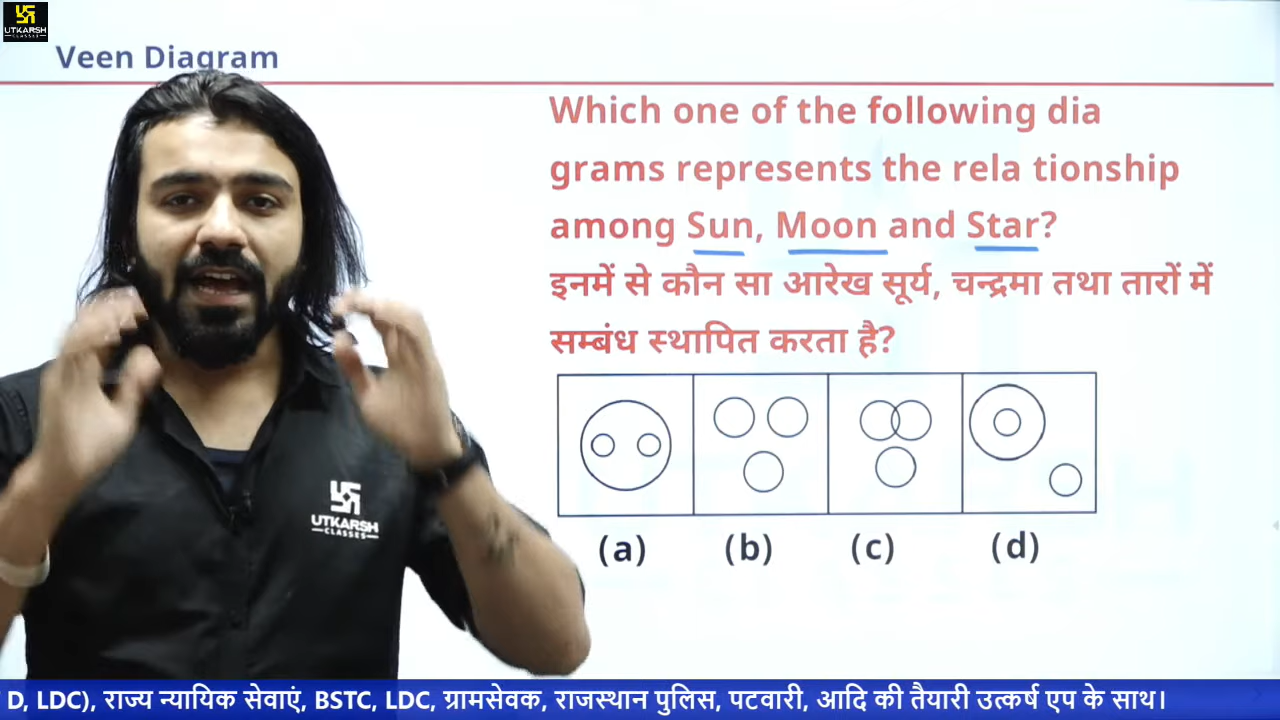 UTKARSH
CLASSES
Veen Diagram
Which one of the following dia
grams represents the rela tionship
among Sun, Moon and Star?
इनमें से कौन सा आरेख सूर्य, चन्द्रमा तथा तारों में
सम्बंध स्थापित करता है?
(a) (b) (c) (d)
UTKARSH
CLASSES
D, LDC), राज्य न्यायिक सेवाएं, BSTC, LDC, ग्रामसेवक, राजस्थान पुलिस, पटवारी, आदि की तैयारी उत्कर्ष एप के साथ।